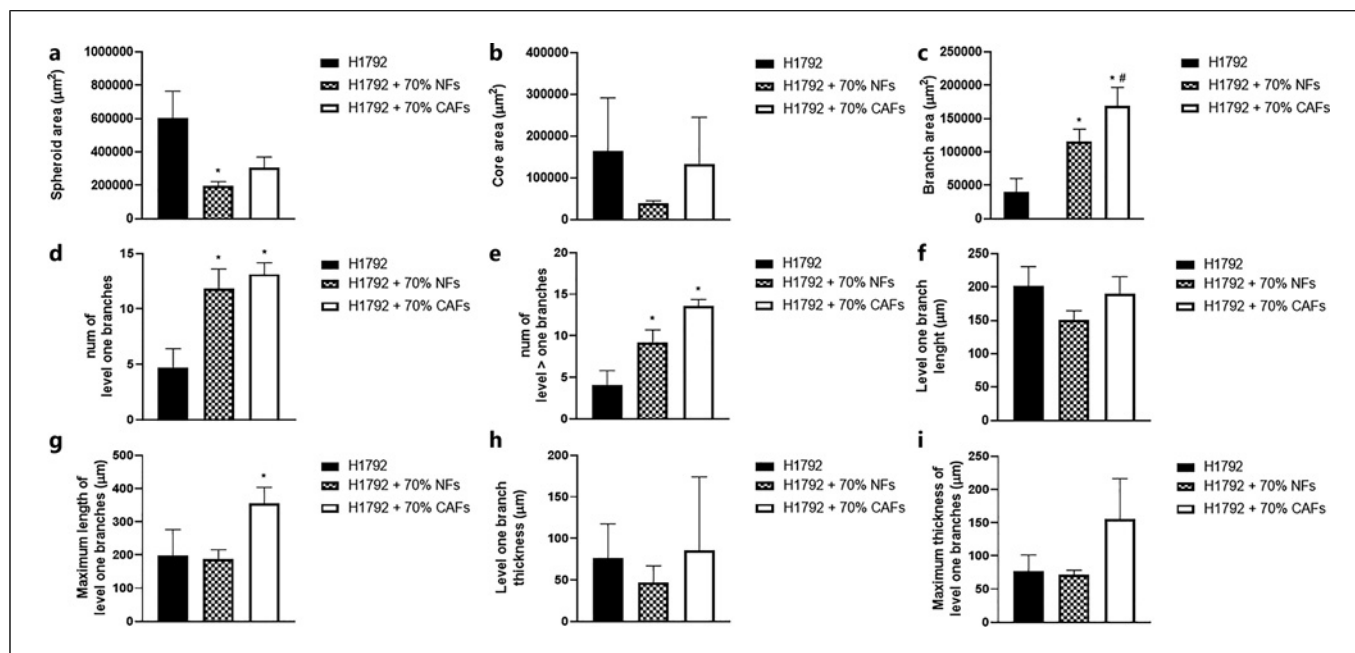 a
Spheroid area (µm²)
1000000
800000
600000
400000
200000
0
*
H1792
H1792 + 70% NFs
H1792 + 70% CAFs
b
Core area (µm²)
400000
300000
200000
100000
0
H1792
H1792 + 70% NFs
H1792 + 70% CAFs
c
Branch area (µm²)
250000
200000
150000
100000
50000
0
*
* #
H1792
H1792 + 70% NFs
H1792 + 70% CAFs
d
num of
level one branches
15
10
5
0
*
*
H1792
H1792 + 70% NFs
H1792 + 70% CAFs
e
num of
level > one branches
20
15
10
5
0
*
*
H1792
H1792 + 70% NFs
H1792 + 70% CAFs
f
Level one branch
lenght (µm)
250
200
150
100
50
0
H1792
H1792 + 70% NFs
H1792 + 70% CAFs
g
Maximum length of
level one branches (µm)
500
400
300
200
100
0
*
H1792
H1792 + 70% NFs
H1792 + 70% CAFs
h
Level one branch
thickness (µm)
200
150
100
50
0
H1792
H1792 + 70% NFs
H1792 + 70% CAFs
i
Maximum thickness of
level one branches (µm)
250
200
150
100
50
0
H1792
H1792 + 70% NFs
H1792 + 70% CAFs